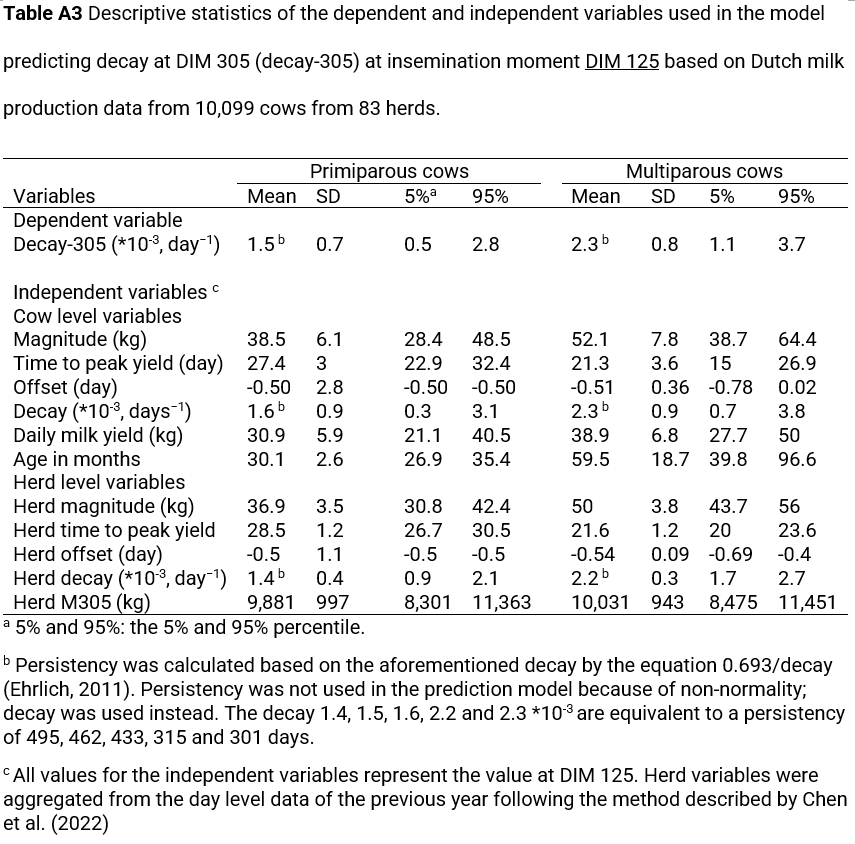 Table A3 Descriptive statistics of the dependent and independent variables used in the model
predicting decay at DIM 305 (decay-305) at insemination moment DIM 125 based on Dutch milk
production data from 10,099 cows from 83 herds.
Primiparous cows Multiparous cows
Variables Mean SD 5%ᵃ 95% Mean SD 5% 95%
Dependent variable
Decay-305 (*10⁻³, day⁻¹) 1.5 ᵇ 0.7 0.5 2.8 2.3 ᵇ 0.8 1.1 3.7
Independent variables ᶜ
Cow level variables
Magnitude (kg) 38.5 6.1 28.4 48.5 52.1 7.8 38.7 64.4
Time to peak yield (day) 27.4 3 22.9 32.4 21.3 3.6 15 26.9
Offset (day) -0.50 2.8 -0.50 -0.50 -0.51 0.36 -0.78 0.02
Decay (*10⁻³, days⁻¹) 1.6 ᵇ 0.9 0.3 3.1 2.3 ᵇ 0.9 0.7 3.8
Daily milk yield (kg) 30.9 5.9 21.1 40.5 38.9 6.8 27.7 50
Age in months 30.1 2.6 26.9 35.4 59.5 18.7 39.8 96.6
Herd level variables
Herd magnitude (kg) 36.9 3.5 30.8 42.4 50 3.8 43.7 56
Herd time to peak yield 28.5 1.2 26.7 30.5 21.6 1.2 20 23.6
Herd offset (day) -0.5 1.1 -0.5 -0.5 -0.54 0.09 -0.69 -0.4
Herd decay (*10⁻³, day⁻¹) 1.4 ᵇ 0.4 0.9 2.1 2.2 ᵇ 0.3 1.7 2.7
Herd M305 (kg) 9,881 997 8,301 11,363 10,031 943 8,475 11,451
ᵃ 5% and 95%: the 5% and 95% percentile.
ᵇ Persistency was calculated based on the aforementioned decay by the equation 0.693/decay
(Ehrlich, 2011). Persistency was not used in the prediction model because of non-normality;
decay was used instead. The decay 1.4, 1.5, 1.6, 2.2 and 2.3 *10⁻³ are equivalent to a persistency
of 495, 462, 433, 315 and 301 days.
ᶜ All values for the independent variables represent the value at DIM 125. Herd variables were
aggregated from the day level data of the previous year following the method described by Chen
et al. (2022)